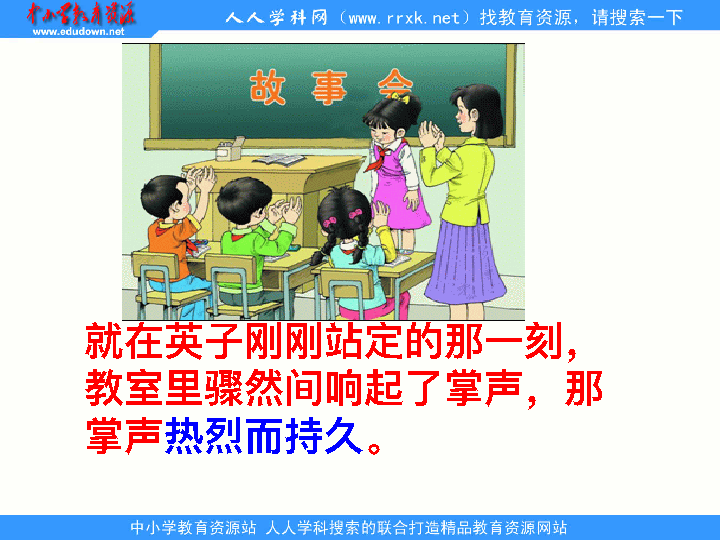 中小学教育资源
www.edudown.net
人人学科网（www.rrxk.net）找教育资源，请搜索一下
故事会
就在英子刚刚站定的那一刻，
教室里骤然间响起了掌声，那
掌声热烈而持久。
中小学教育资源站 人人学科搜索的联合打造精品教育资源网站